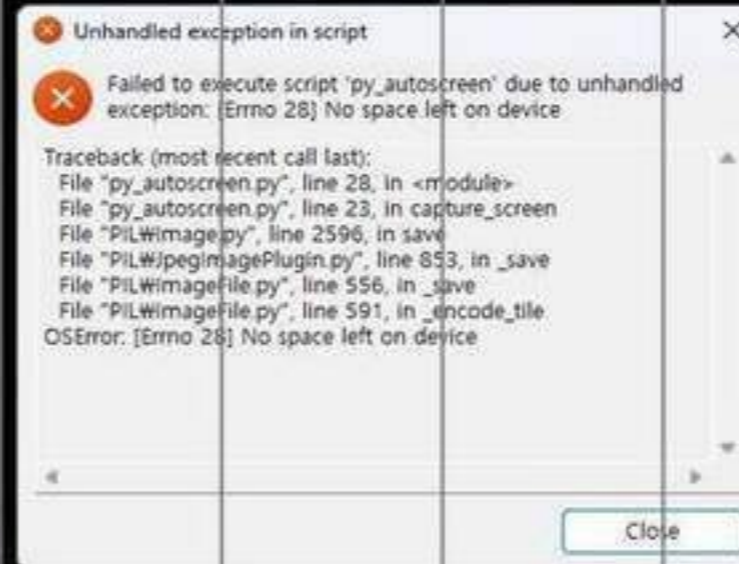 Unhandled exception in script
Failed to execute script 'py_autoscreen' due to unhandled
exception: [Errno 28] No space left on device
Traceback (most recent call last):
File "py_autoscreen.py", line 28, in <module>
File "py_autoscreen.py", line 23, in capture_screen
File "PIL₩Image.py", line 2596, in save
File "PIL₩JpegImagePlugin.py", line 853, in _save
File "PIL₩ImageFile.py", line 556, in _save
File "PIL₩ImageFile.py", line 591, in _encode_tile
OSError: [Errno 28] No space left on device
Close